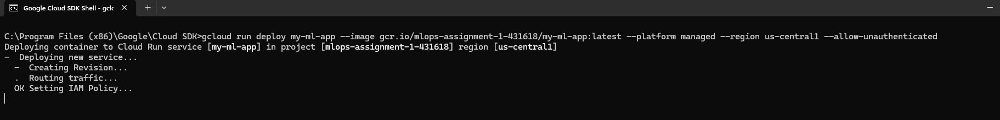 Google Cloud SDK Shell - gclc
C:\Program Files (x86)\Google\Cloud SDK>gcloud run deploy my-ml-app --image gcr.io/mlops-assignment-1-431618/my-ml-app:latest --platform managed --region us-central1 --allow-unauthenticated
Deploying container to Cloud Run service [my-ml-app] in project [mlops-assignment-1-431618] region [us-central1]
-  Deploying new service...
  -  Creating Revision...
  .  Routing traffic...
  OK Setting IAM Policy...